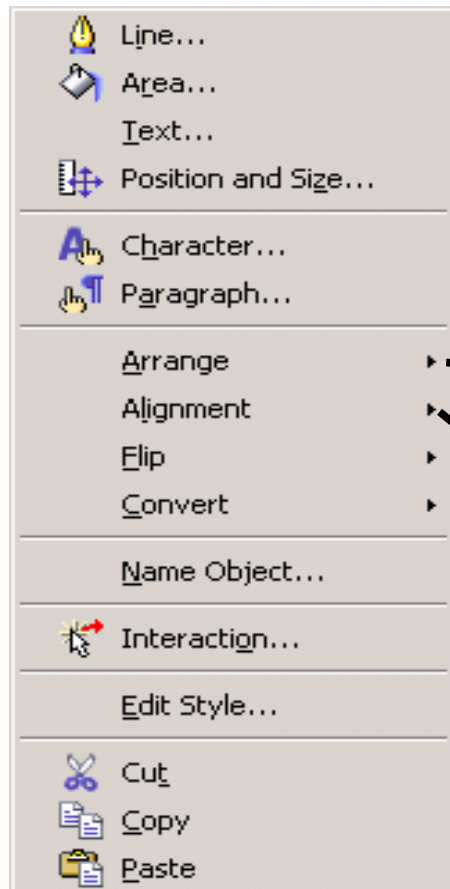 Line...
Area...
Text...
Position and Size...
Character...
Paragraph...
Arrange
Alignment
Flip
Convert
Name Object...
Interaction...
Edit Style...
Cut
Copy
Paste